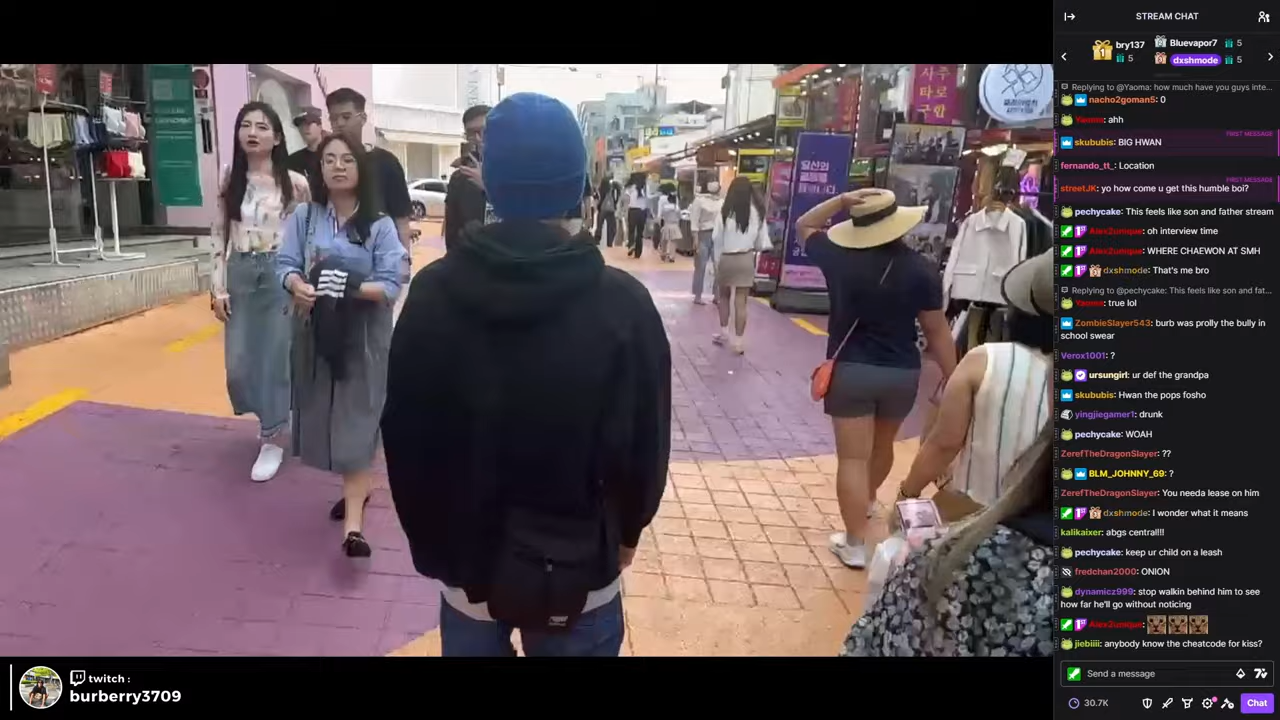 사주
타로
구함
twitch :
burberry3709
STREAM CHAT
bry137
5
Bluevapor7 5
dxshmode 5
Replying to @Yaoma: how much have you guys inte...
nacho2goman5: 0
Yaoma: ahh
FIRST MESSAGE
skububis: BIG HWAN
fernando_tt_: Location
FIRST MESSAGE
streetJK: yo how come u get this humble boi?
pechycake: This feels like son and father stream
Alex2unique: oh interview time
Alex2unique: WHERE CHAEWON AT SMH
dxshmode: That's me bro
Replying to @pechycake: This feels like son and fat...
Yaoma: true lol
ZombieSlayer543: burb was prolly the bully in
school swear
Verox1001: ?
ursungirl: ur def the grandpa
skububis: Hwan the pops fosho
yingjiegamer1: drunk
pechycake: WOAH
ZerefTheDragonSlayer: ??
BLM_JOHNNY_69: ?
ZerefTheDragonSlayer: You needa lease on him
dxshmode: I wonder what it means
kalikaixer: abgs central!!!
pechycake: keep ur child on a leash
fredchan2000: ONION
dynamicz999: stop walkin behind him to see
how far he'll go without noticing
Alex2unique:
jiebiiii: anybody know the cheatcode for kiss?
Send a message
30.7K
Chat